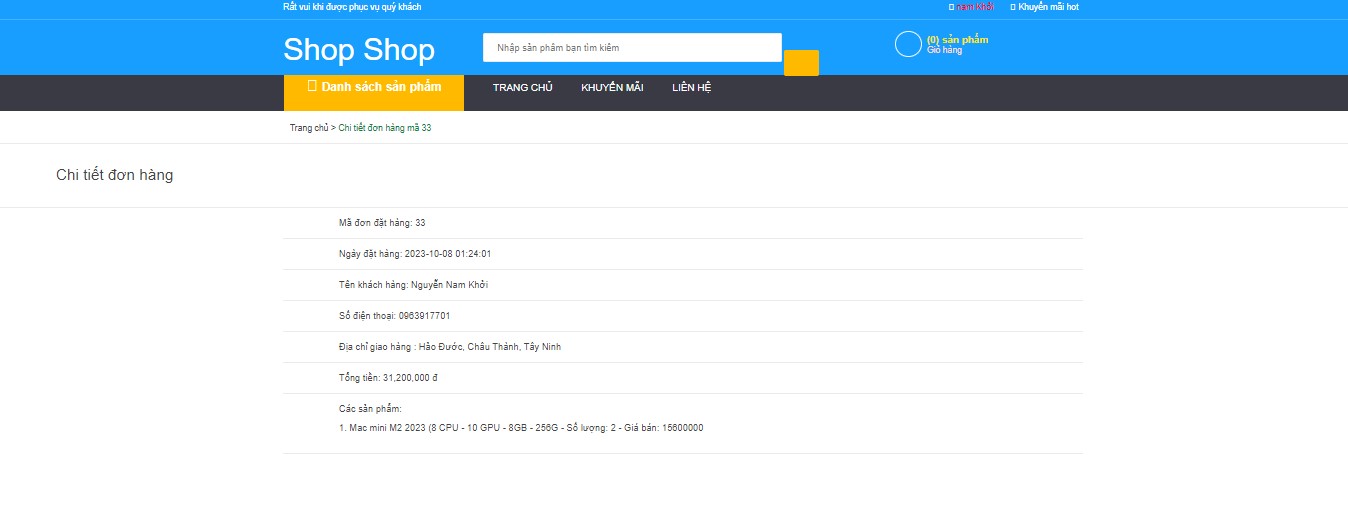 Rất vui khi được phục vụ quý khách
nam Khởi
Khuyến mãi hot
Shop Shop
Nhập sản phẩm bạn tìm kiếm
(0) sản phẩm
Giỏ hàng
Danh sách sản phẩm
TRANG CHỦ
KHUYẾN MÃI
LIÊN HỆ
Trang chủ > Chi tiết đơn hàng mã 33
Chi tiết đơn hàng
Mã đơn đặt hàng: 33
Ngày đặt hàng: 2023-10-08 01:24:01
Tên khách hàng: Nguyễn Nam Khởi
Số điện thoại: 0963917701
Địa chỉ giao hàng : Hảo Đước, Châu Thành, Tây Ninh
Tổng tiền: 31,200,000 đ
Các sản phẩm:
1. Mac mini M2 2023 (8 CPU - 10 GPU - 8GB - 256G - Số lượng: 2 - Giá bán: 15600000